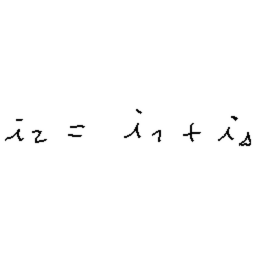 i₂ = i₁ + iₛ